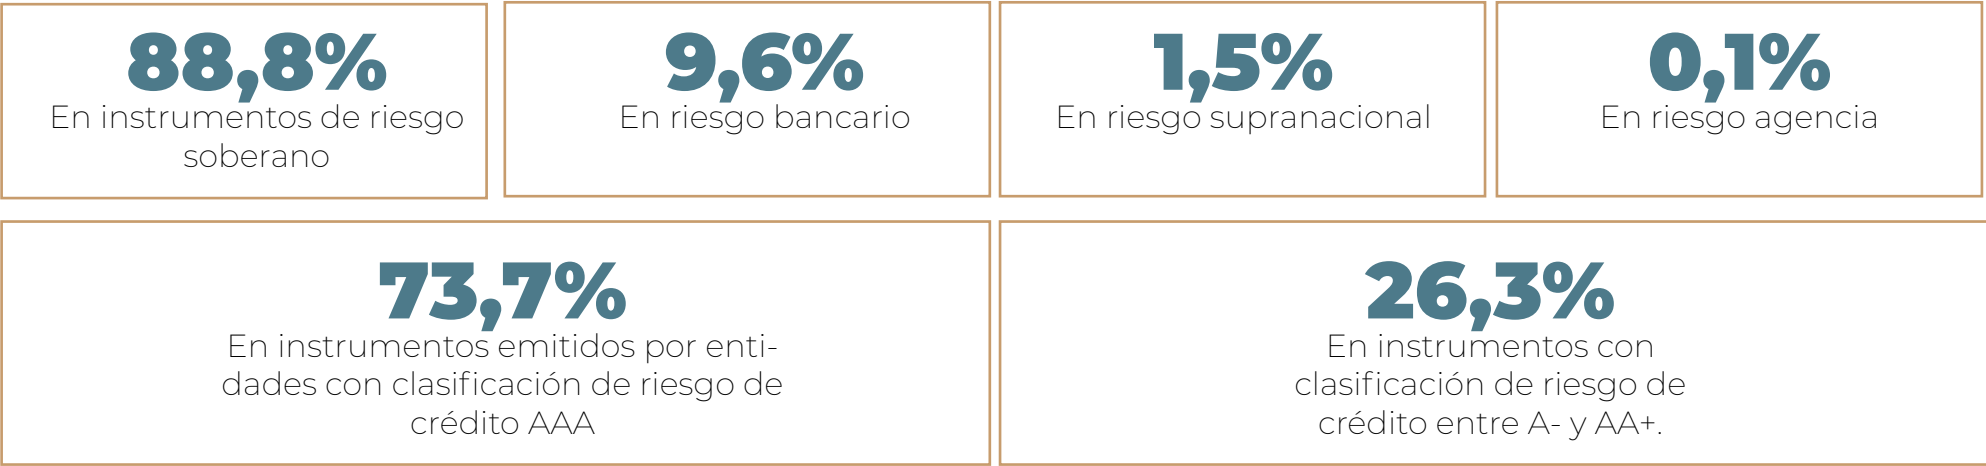 88,8%
En instrumentos de riesgo
soberano
9,6%
En riesgo bancario
1,5%
En riesgo supranacional
0,1%
En riesgo agencia
73,7%
En instrumentos emitidos por enti-
dades con clasificación de riesgo de
crédito AAA
26,3%
En instrumentos con
clasificación de riesgo de
crédito entre A- y AA+.